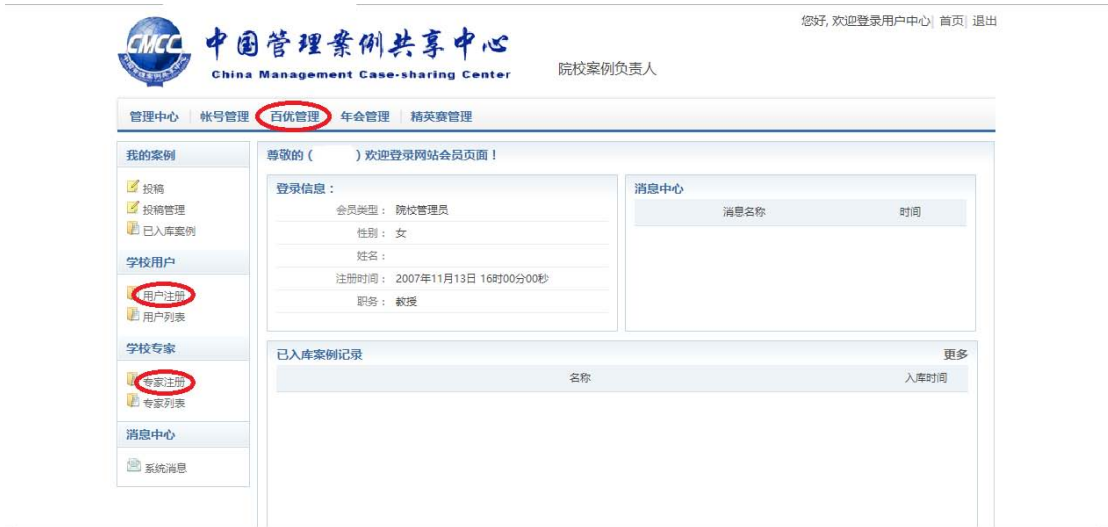 您好, 欢迎登录用户中心| 首页| 退出
CMCC
中国管理案例共享中心
China Management Case-sharing Center
院校案例负责人
管理中心 帐号管理 百优管理 年会管理 精英赛管理
我的案例
投稿
投稿管理
已入库案例
学校用户
用户注册
用户列表
学校专家
专家注册
专家列表
消息中心
系统消息
尊敬的 ( ) 欢迎登录网站会员页面！
登录信息：
会员类型： 院校管理员
性别： 女
姓名：
注册时间： 2007年11月13日 16时00分00秒
职务： 教授
消息中心
消息名称 时间
已入库案例记录 更多
名称 入库时间